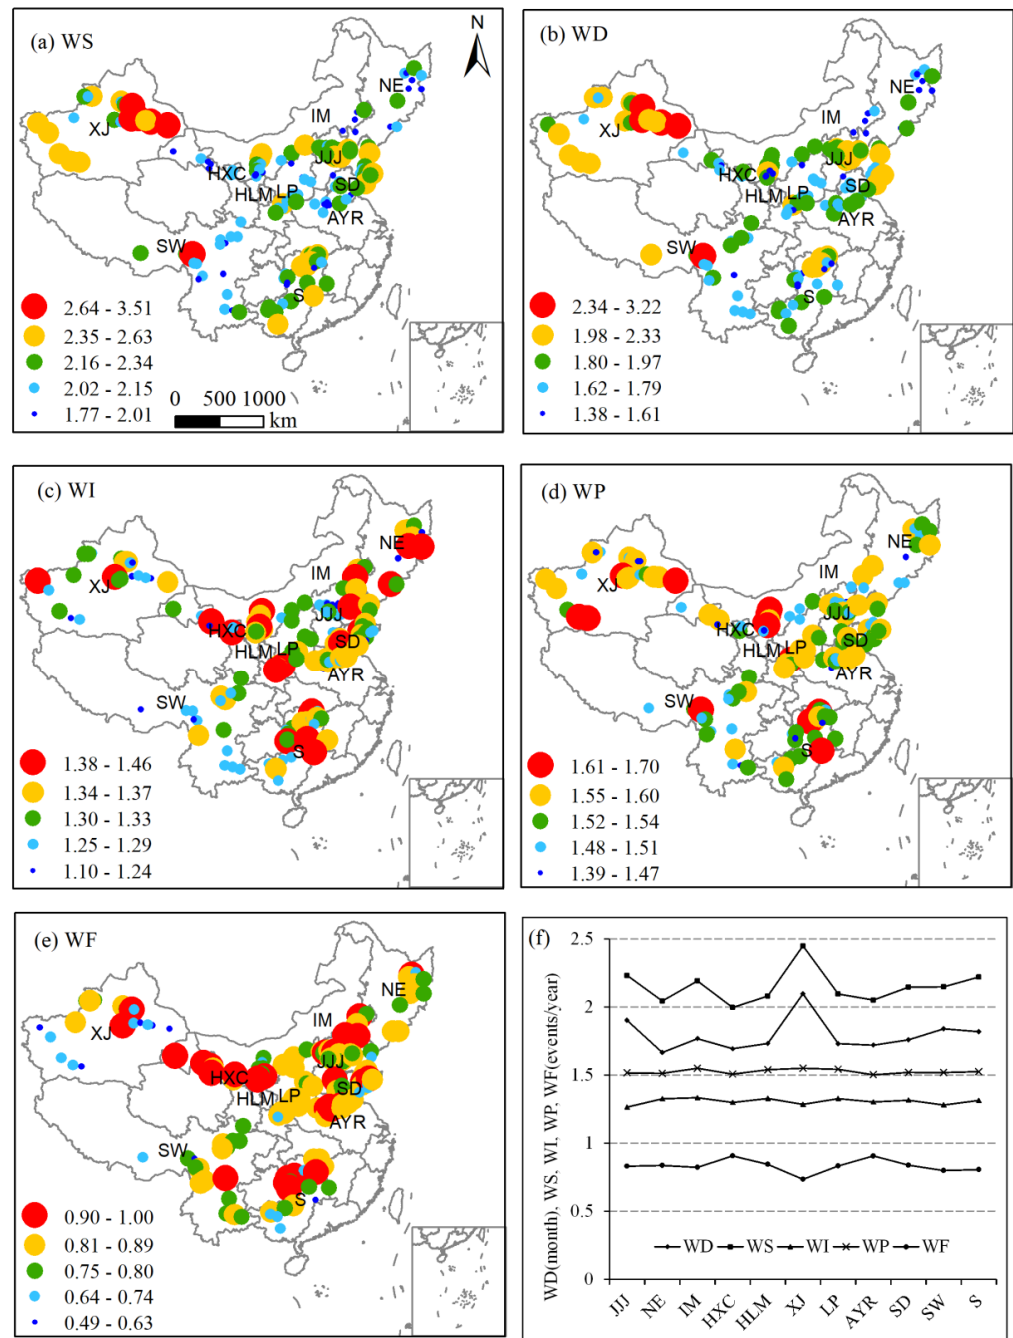 (a) WS
N
NE
IM
XJ
JJJ
HXC
SD
HLM LP
AYR
SW
S
2.64 - 3.51
2.35 - 2.63
2.16 - 2.34
2.02 - 2.15
1.77 - 2.01
0 500 1000
km
(b) WD
NE
IM
XJ
JJJ
HXC
SD
LP
HLM
AYR
SW
S
2.34 - 3.22
1.98 - 2.33
1.80 - 1.97
1.62 - 1.79
1.38 - 1.61
(c) WI
NE
IM
XJ
JJJ
HXC
SD
HLM LP
AYR
SW
S
1.38 - 1.46
1.34 - 1.37
1.30 - 1.33
1.25 - 1.29
1.10 - 1.24
(d) WP
NE
IM
XJ
JJJ
HXC
SD
LP
HLM
AYR
SW
S
1.61 - 1.70
1.55 - 1.60
1.52 - 1.54
1.48 - 1.51
1.39 - 1.47
(e) WF
NE
IM
XJ
JJJ
HXC
SD
HLM LP
AYR
SW
S
0.90 - 1.00
0.81 - 0.89
0.75 - 0.80
0.64 - 0.74
0.49 - 0.63
(f)
WD(month), WS, WI, WP, WF(events/year)
2.5
2
1.5
1
0.5
0
WD WS WI WP WF
JJJ NE IM HXC HLM XJ LP AYR SD SW S